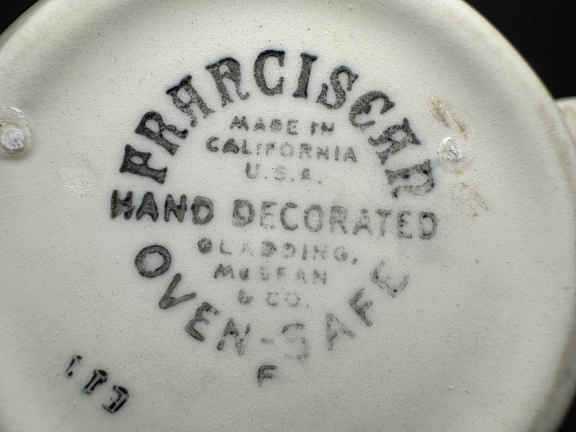 FRANCISCAN
MADE IN
CALIFORNIA
U.S.A.
HAND DECORATED
GLADDING,
McBEAN
& CO.
OVEN-SAFE
F